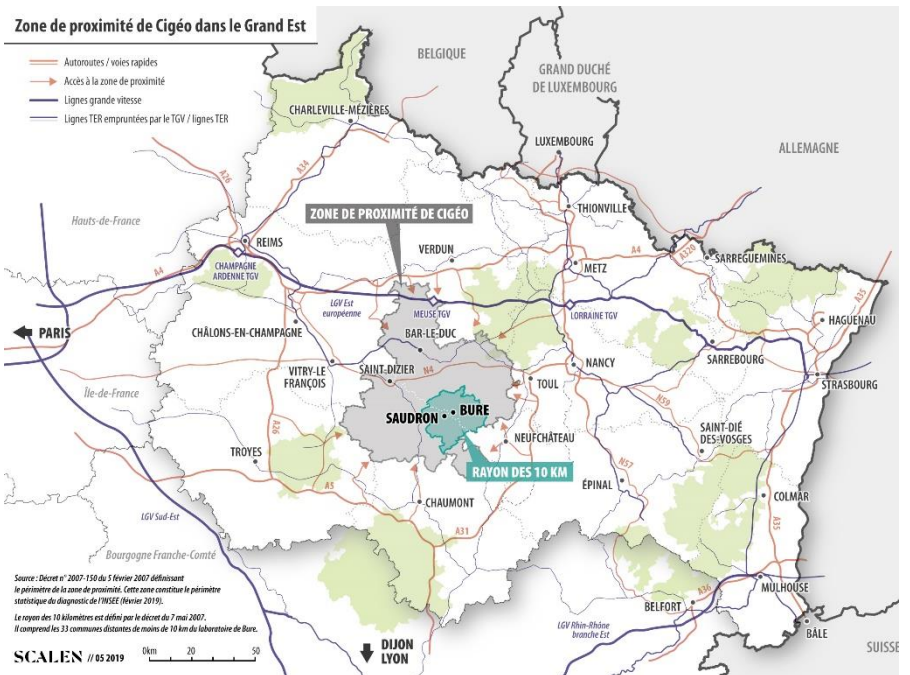 Zone de proximité de Cigéo dans le Grand Est
Autoroutes / voies rapides
Accès à la zone de proximité
Lignes grande vitesse
Lignes TER empruntées par le TGV / lignes TER
BELGIQUE
GRAND DUCHÉ
DE LUXEMBOURG
ALLEMAGNE
CHARLEVILLE-MÉZIÈRES
LUXEMBOURG
A34
A26
THIONVILLE
Hauts-de-France
ZONE DE PROXIMITÉ DE CIGÉO
REIMS
VERDUN
A4
METZ
A320
SARREGUEMINES
A4
CHAMPAGNE
ARDENNE TGV
A35
LGV Est
européenne
MEUSE TGV
LORRAINE TGV
HAGUENAU
PARIS
CHÂLONS-EN-CHAMPAGNE
BAR-LE-DUC
SARREBOURG
VITRY-LE
FRANÇOIS
SAINT-DIZIER
N4
TOUL
NANCY
STRASBOURG
Île-de-France
N59
SAUDRON
BURE
A26
SAINT-DIÉ
DES-VOSGES
TROYES
NEUFCHÂTEAU
RAYON DES 10 KM
N57
ÉPINAL
A5
CHAUMONT
COLMAR
LGV Sud-Est
A31
A35
Bourgogne Franche-Comté
Source : Décret n° 2007-150 du 5 février 2007 définissant
le périmètre de la zone de proximité. Cette zone constitue le périmètre
statistique du diagnostic de l'INSEE (février 2019).
Le rayon des 10 kilomètres est défini par le décret du 7 mai 2007.
Il comprend les 33 communes distantes de moins de 10 km du laboratoire de Bure.
MULHOUSE
A36
BELFORT
LGV Rhin-Rhône
branche Est
BÂLE
SUISSE
DIJON
LYON
SCALEN // 05 2019
0km 20 50